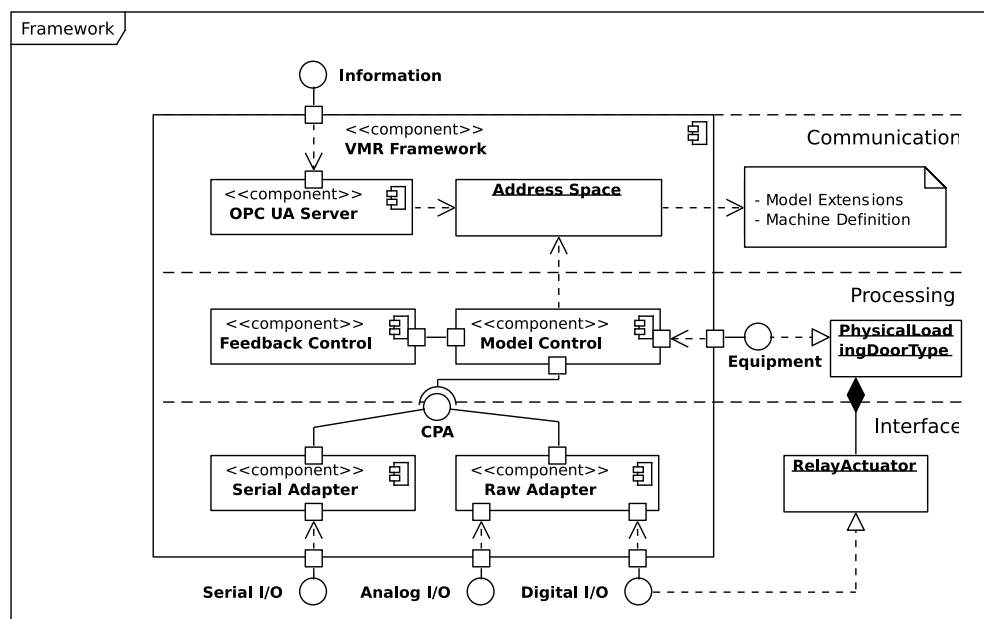 Framework
Information
<<component>>
VMR Framework
Communication
<<component>>
OPC UA Server
Address Space
- Model Extensions
- Machine Definition
Processing
<<component>>
Feedback Control
<<component>>
Model Control
Equipment
PhysicalLoad
ingDoorType
CPA
Interface
<<component>>
Serial Adapter
<<component>>
Raw Adapter
RelayActuator
Serial I/O
Analog I/O
Digital I/O